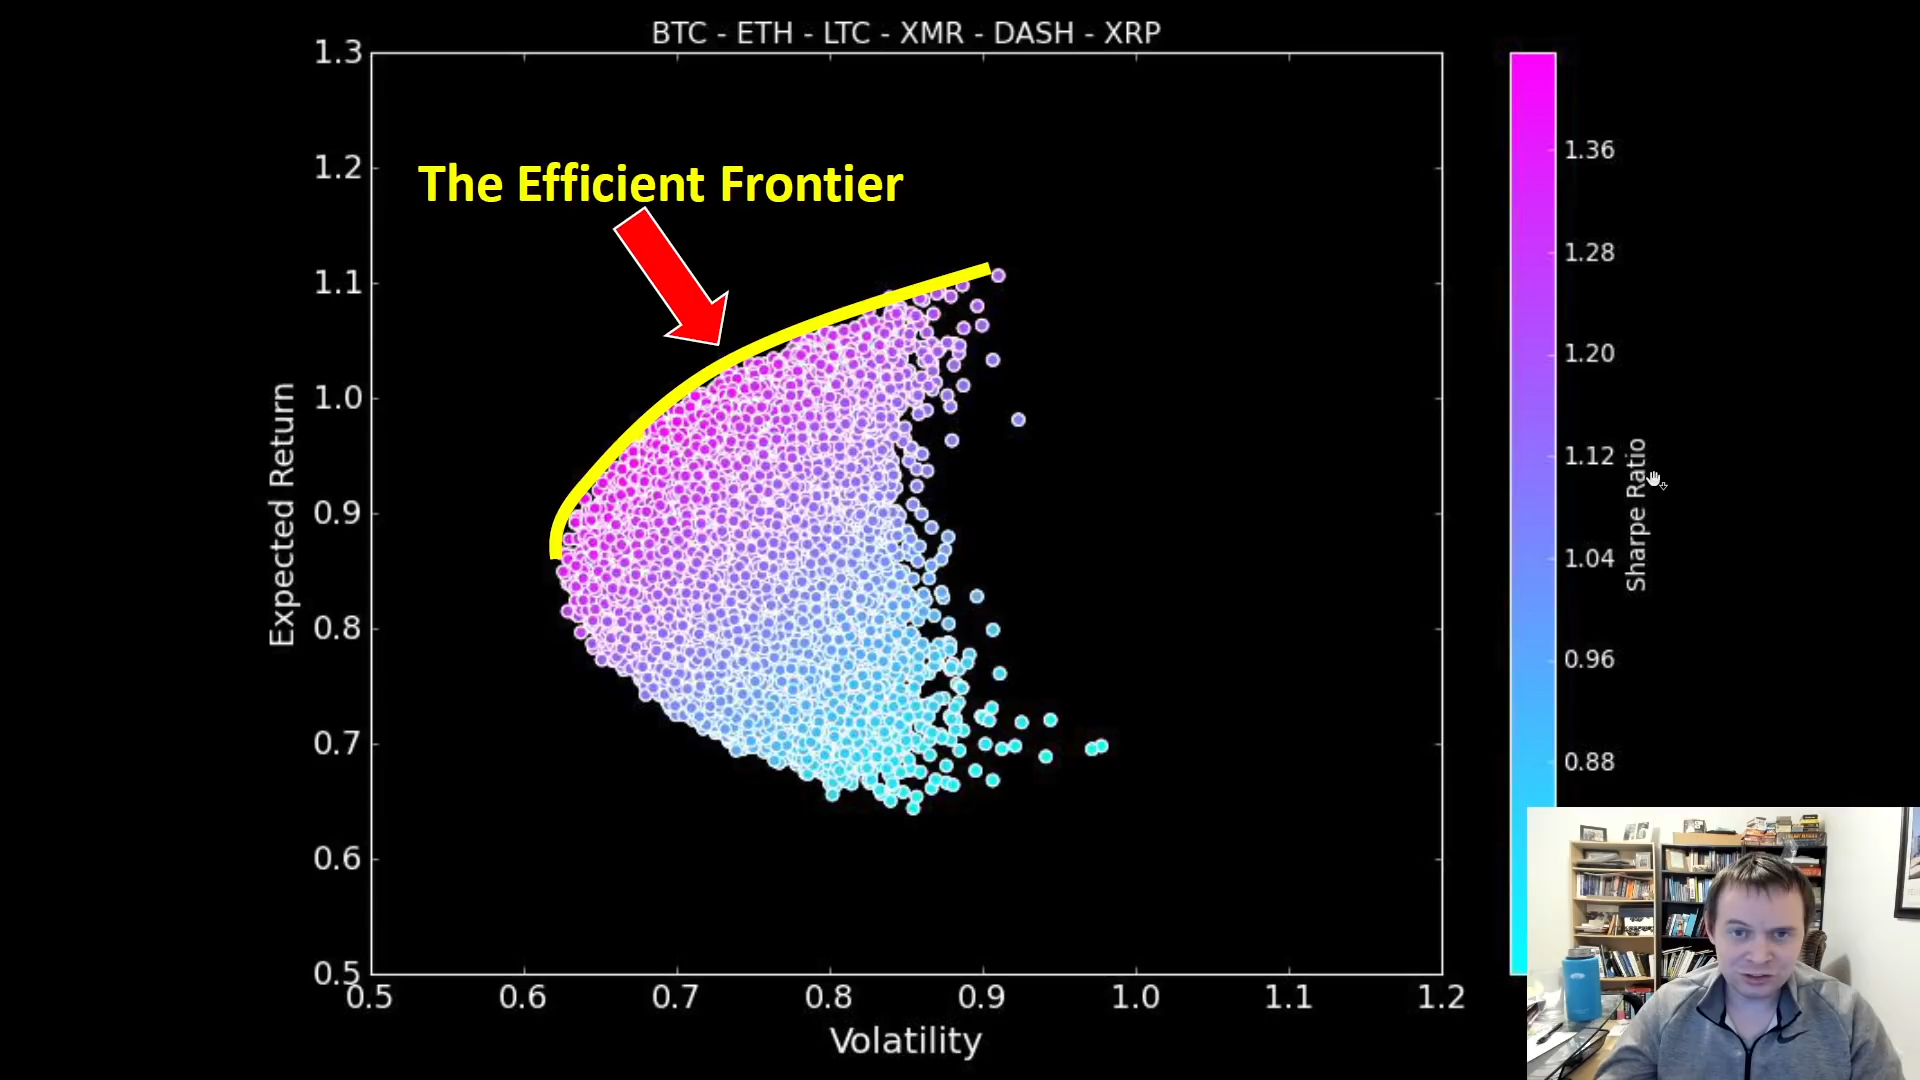 BTC - ETH - LTC - XMR - DASH - XRP
The Efficient Frontier
Expected Return
1.3
1.2
1.1
1.0
0.9
0.8
0.7
0.6
0.5
0.5 0.6 0.7 0.8 0.9 1.0 1.1 1.2
Volatility
1.36
1.28
1.20
1.12
1.04
0.96
0.88
Sharpe Ratio